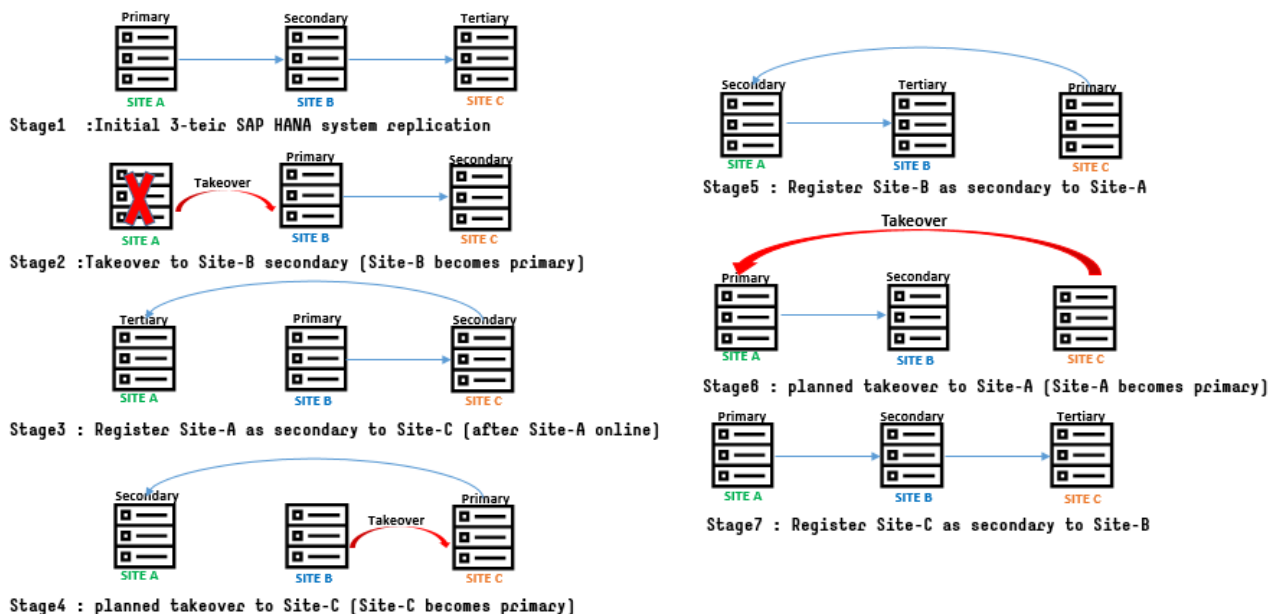 Primary Secondary Tertiary
SITE A SITE B SITE C
Stage1 :Initial 3-teir SAP HANA system replication
Primary Secondary
Takeover
SITE A SITE B SITE C
Stage2 :Takeover to Site-B secondary (Site-B becomes primary)
Tertiary Primary Secondary
SITE A SITE B SITE C
Stage3 : Register Site-A as secondary to Site-C (after Site-A online)
Secondary Primary
Takeover
SITE A SITE B SITE C
Stage4 : planned takeover to Site-C (Site-C becomes primary)
Secondary Tertiary Primary
SITE A SITE B SITE C
Stage5 : Register Site-B as secondary to Site-A
Takeover
Primary Secondary
SITE A SITE B SITE C
Stage6 : planned takeover to Site-A (Site-A becomes primary)
Primary Secondary Tertiary
SITE A SITE B SITE C
Stage7 : Register Site-C as secondary to Site-B